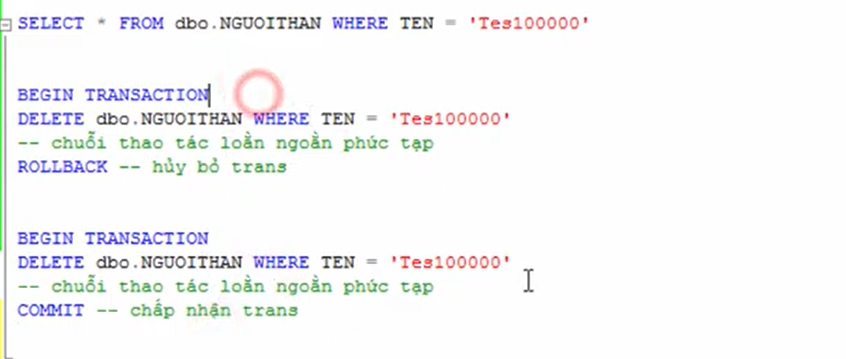 SELECT * FROM dbo.NGUOITHAN WHERE TEN = 'Tes100000'
BEGIN TRANSACTION
DELETE dbo.NGUOITHAN WHERE TEN = 'Tes100000'
-- chuỗi thao tác loằn ngoằn phức tạp
ROLLBACK -- hủy bỏ trans
BEGIN TRANSACTION
DELETE dbo.NGUOITHAN WHERE TEN = 'Tes100000'
-- chuỗi thao tác loằn ngoằn phức tạp
COMMIT -- chấp nhận trans